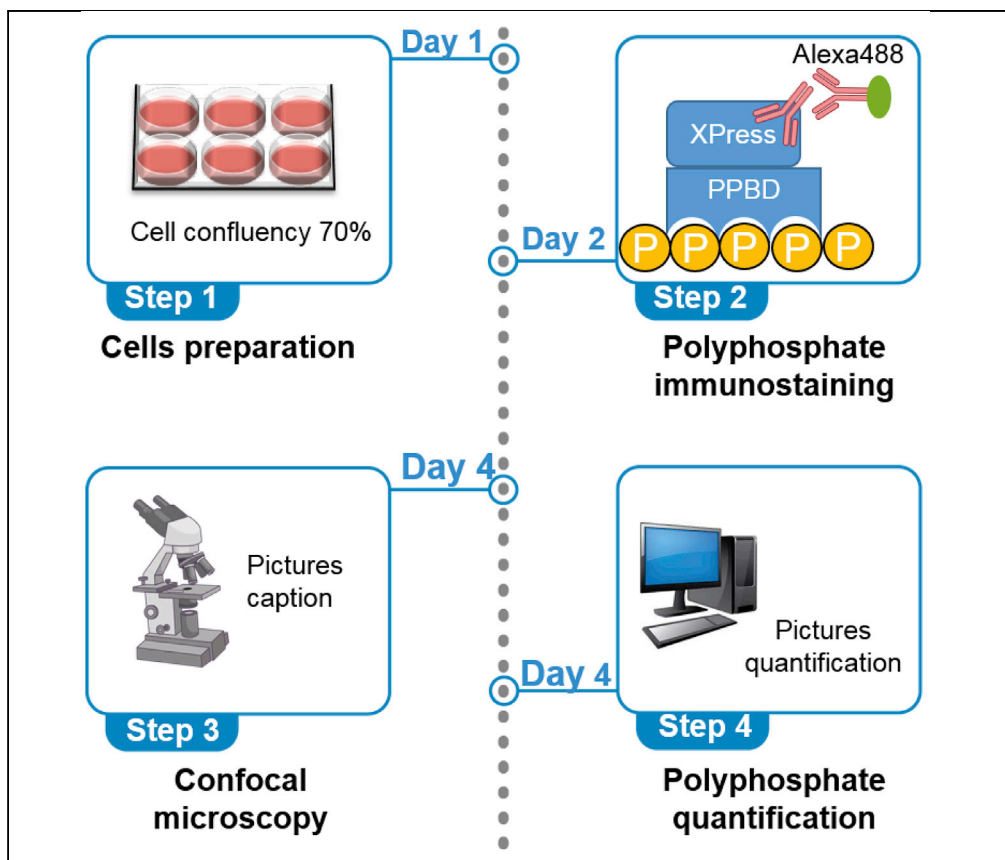 Day 1
Cell confluency 70%
Step 1
Cells preparation
Alexa488
XPress
PPBD
P P P P P
Day 2
Step 2
Polyphosphate
immunostaining
Day 4
Pictures
caption
Step 3
Confocal
microscopy
Pictures
quantification
Day 4
Step 4
Polyphosphate
quantification